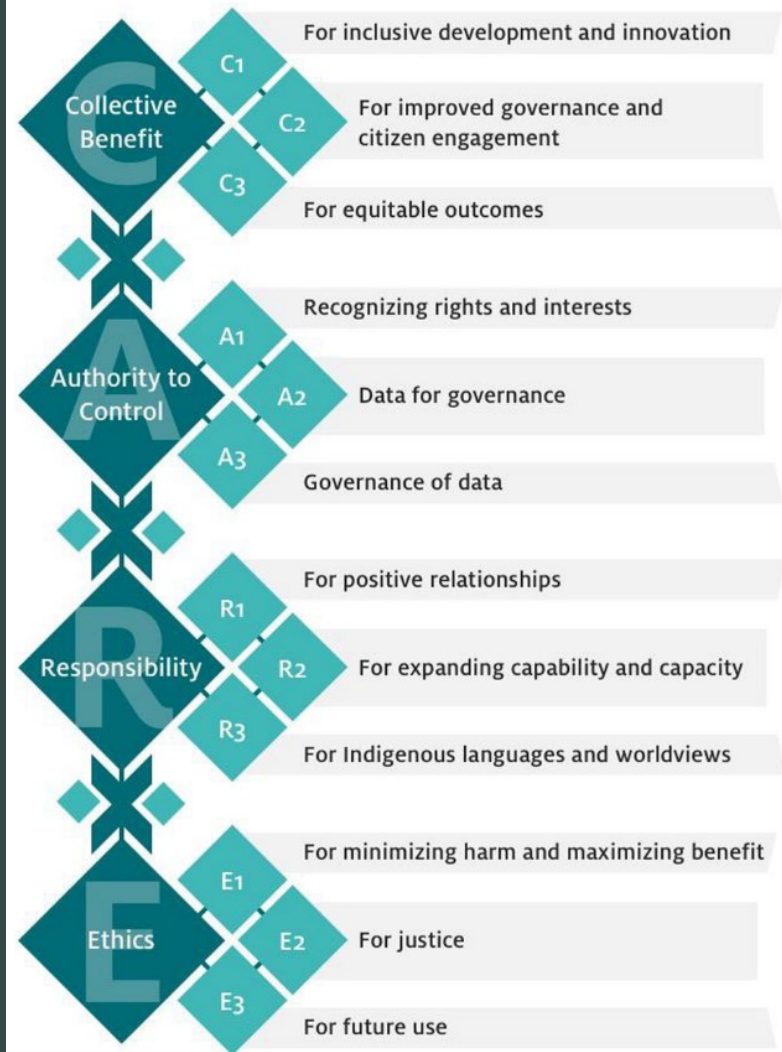 C
Collective
Benefit
C1
For inclusive development and innovation
C2
For improved governance and
citizen engagement
C3
For equitable outcomes
A
Authority to
Control
A1
Recognizing rights and interests
A2
Data for governance
A3
Governance of data
R
Responsibility
R1
For positive relationships
R2
For expanding capability and capacity
R3
For Indigenous languages and worldviews
E
Ethics
E1
For minimizing harm and maximizing benefit
E2
For justice
E3
For future use